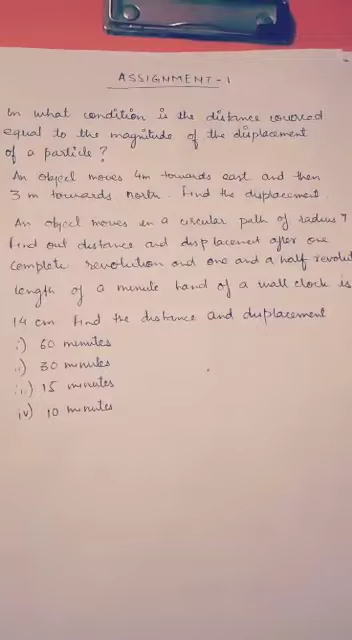 ASSIGNMENT-1
In what condition is the distance covered
equal to the magnitude of the displacement
of a particle?
An object moves 4m towards east and then
3 m towards north. Find the displacement.
An object moves in a circular path of radius 7
Find out distance and displacement after one
complete revolution and one and a half revolut
length of a minute hand of a wall clock is
14 cm Find the distance and displacement
i) 60 minutes
ii) 30 minutes
iii) 15 minutes
iv) 10 minutes